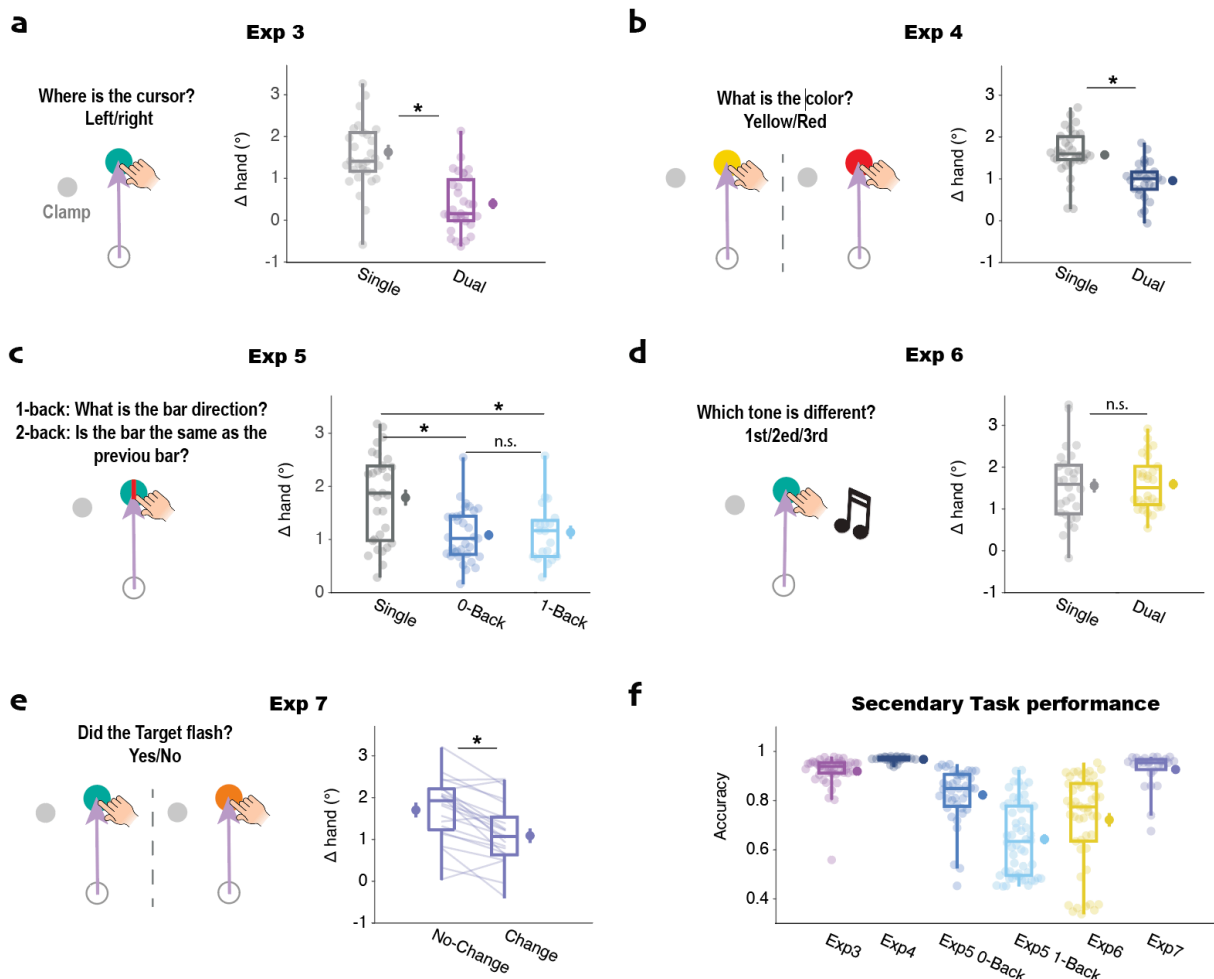 a
Exp 3
Where is the cursor?
Left/right
Clamp
Δ hand (°)
3
2
1
0
-1
Single
Dual
*
b
Exp 4
What is the color?
Yellow/Red
Δ hand (°)
3
2
1
0
-1
Single
Dual
*
c
Exp 5
1-back: What is the bar direction?
2-back: Is the bar the same as the
previou bar?
Δ hand (°)
3
2
1
0
Single
0-Back
1-Back
*
*
n.s.
d
Exp 6
Which tone is different?
1st/2ed/3rd
Δ hand (°)
3
2
1
0
-1
Single
Dual
n.s.
e
Exp 7
Did the Target flash?
Yes/No
Δ hand (°)
3
2
1
0
-1
No-Change
Change
*
f
Secendary Task performance
Accuracy
1
0.8
0.6
0.4
Exp3
Exp4
Exp5 0-Back
Exp5 1-Back
Exp6
Exp7